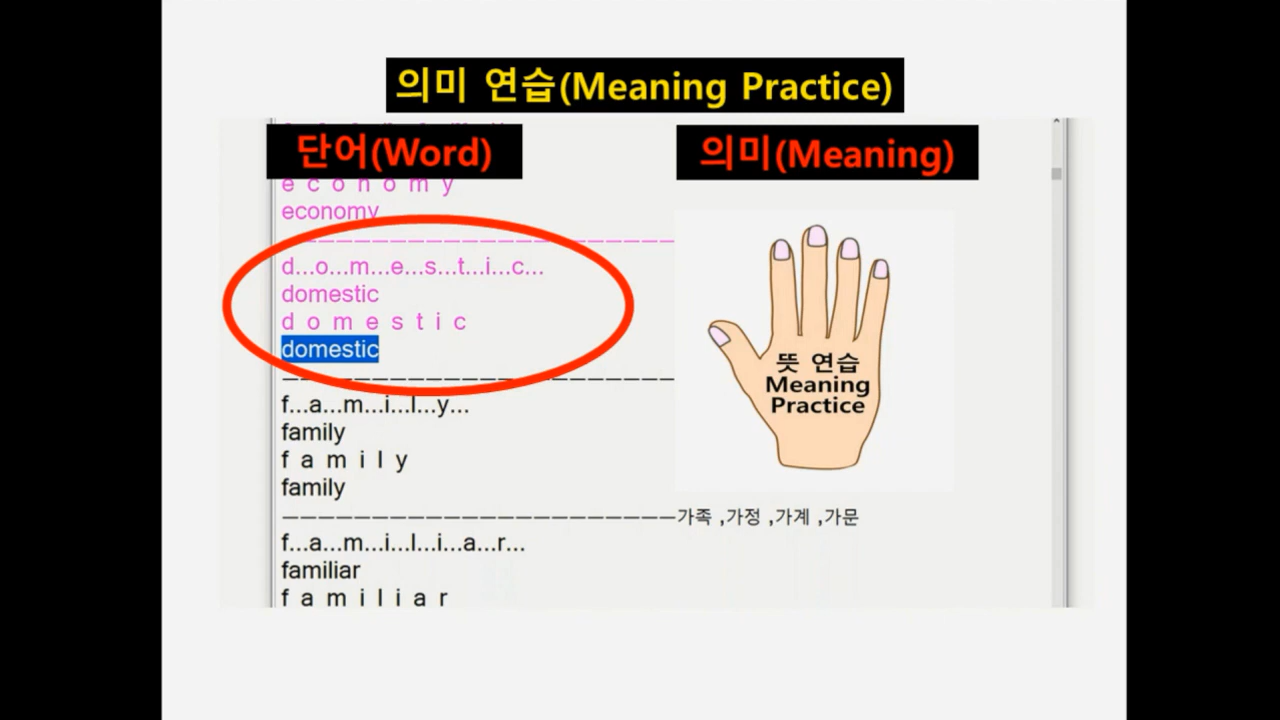 의미 연습(Meaning Practice)
단어(Word)
의미(Meaning)
e c o n o m y
economy
d...o...m...e...s...t...i...c...
domestic
d o m e s t i c
domestic
뜻 연습
Meaning
Practice
f...a...m...i...l...y...
family
f a m i l y
family
가족 ,가정 ,가계 ,가문
f...a...m...i...l...i...a...r...
familiar
f a m i l i a r